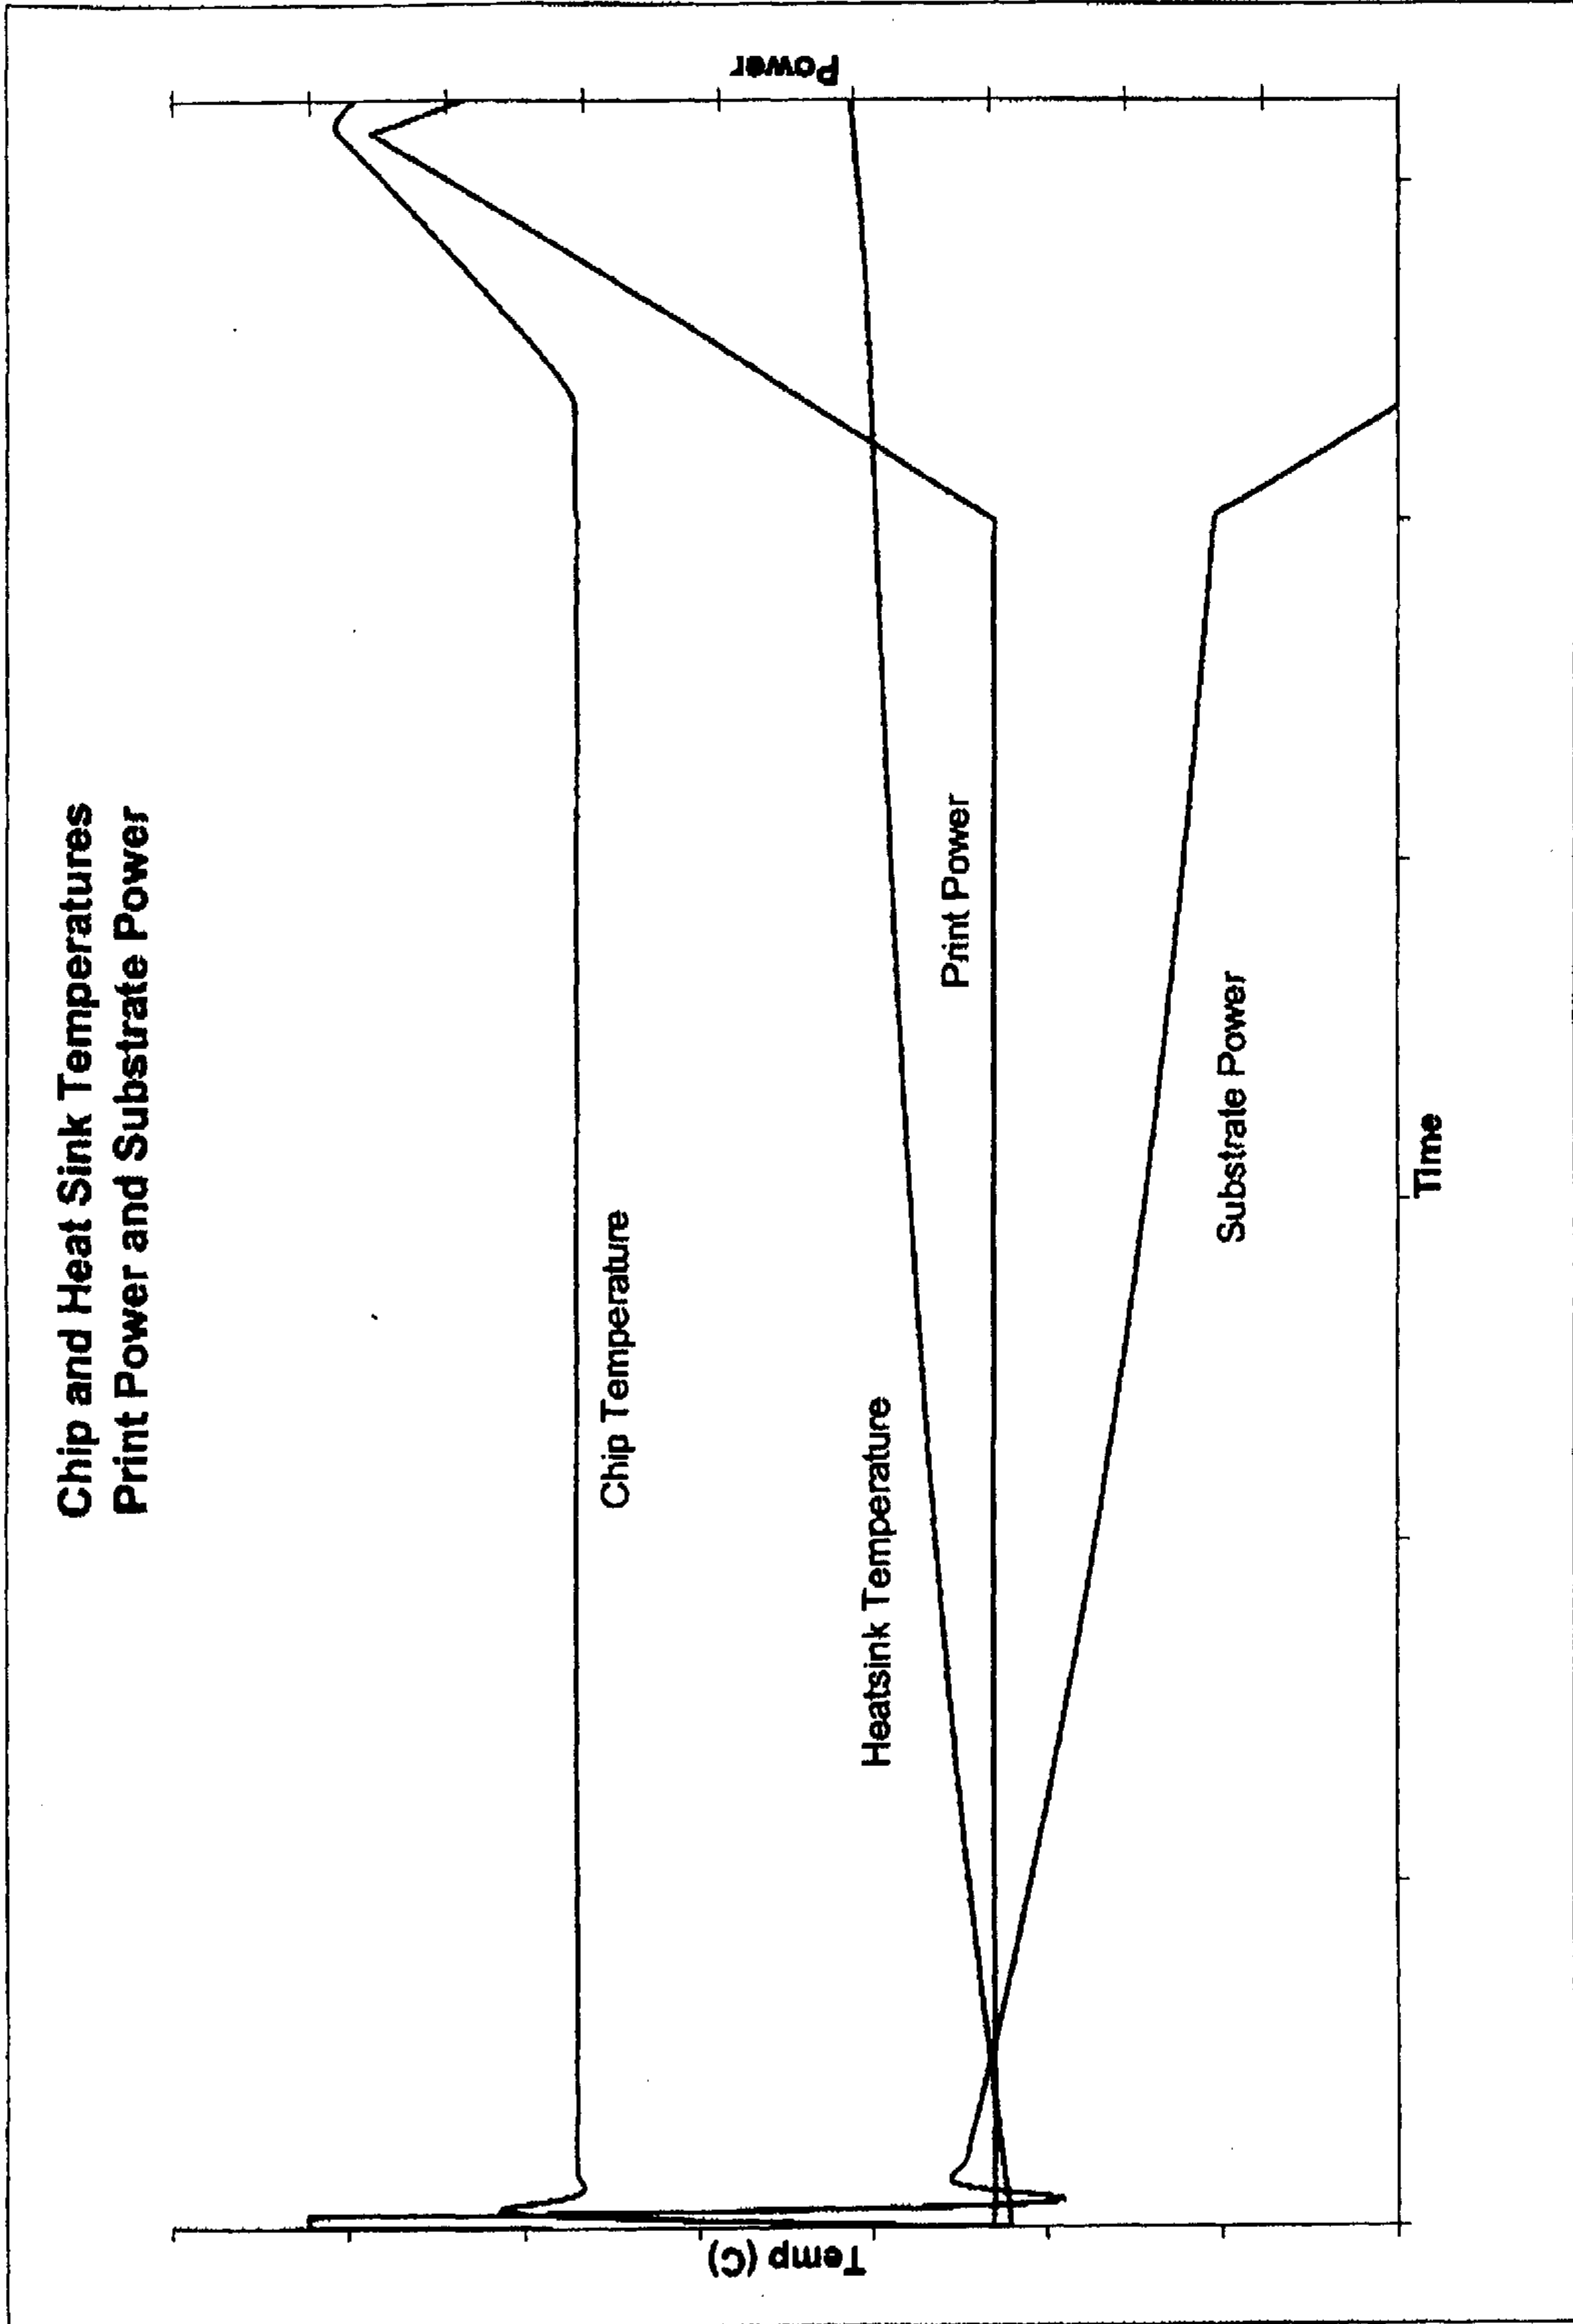 Chip and Heat Sink Temperatures
Print Power and Substrate Power
Temp (C)
Power
Chip Temperature
Heatsink Temperature
Print Power
Substrate Power
Time